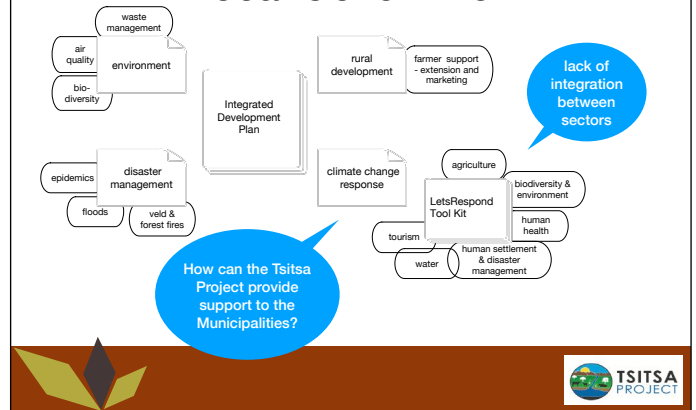 waste
management
air
quality
environment
bio-
diversity
Integrated
Development
Plan
rural
development
farmer support
- extension and
marketing
lack of
integration
between
sectors
epidemics
disaster
management
floods
veld &
forest fires
climate change
response
agriculture
LetsRespond
Tool Kit
biodiversity &
environment
human
health
tourism
water
human settlement
& disaster
management
How can the Tsitsa
Project provide
support to the
Municipalities?
TSITSA
PROJECT